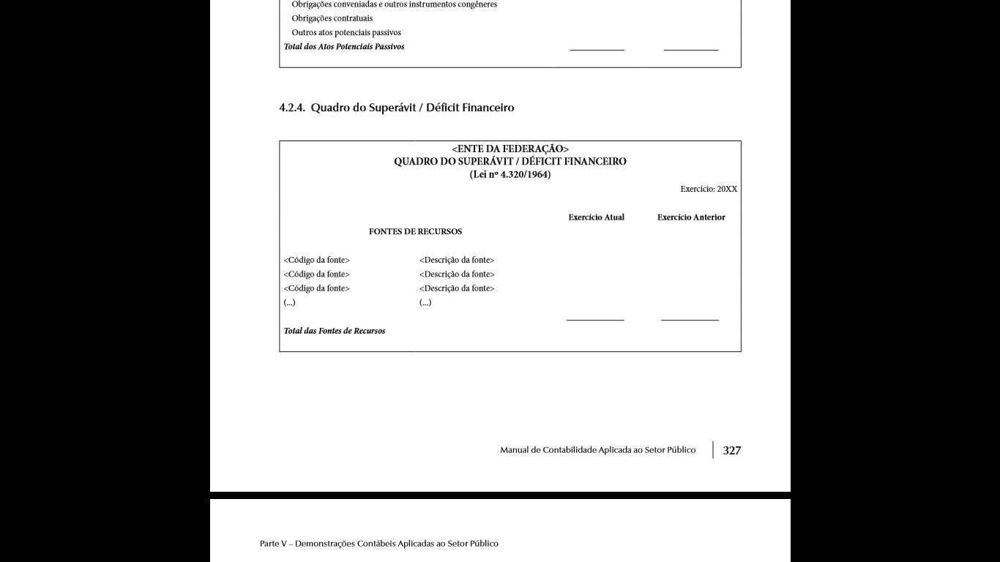 Obrigações conveniadas e outros instrumentos congêneres
Obrigações contratuais
Outros atos potenciais passivos
Total dos Atos Potenciais Passivos
4.2.4. Quadro do Superávit / Déficit Financeiro
<ENTE DA FEDERAÇÃO>
QUADRO DO SUPERÁVIT / DÉFICIT FINANCEIRO
(Lei nº 4.320/1964)
Exercício: 20XX
Exercício Atual Exercício Anterior
FONTES DE RECURSOS
<Código da fonte> <Descrição da fonte>
<Código da fonte> <Descrição da fonte>
<Código da fonte> <Descrição da fonte>
(...) (...)
Total das Fontes de Recursos
Manual de Contabilidade Aplicada ao Setor Público 327
Parte V – Demonstrações Contábeis Aplicadas ao Setor Público